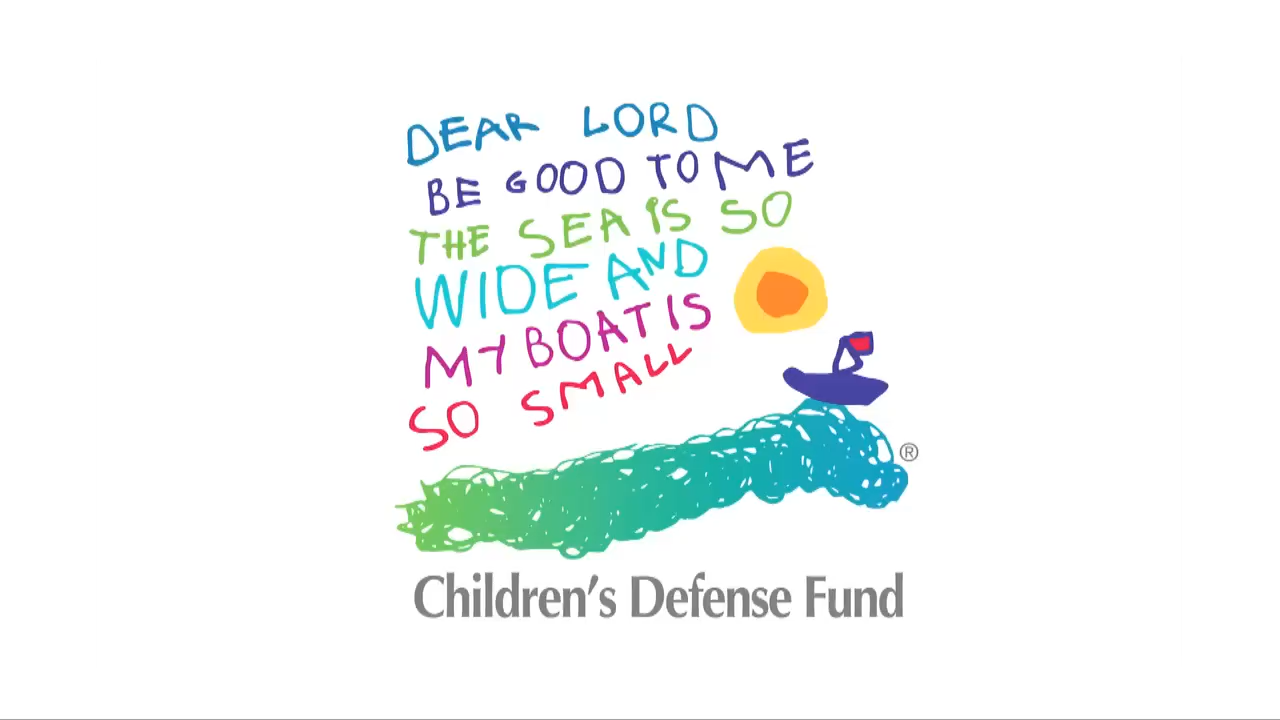 DEAR LORD
BE GOOD TO ME
THE SEA IS SO
WIDE AND
MY BOAT IS
SO SMALL
®
Children's Defense Fund